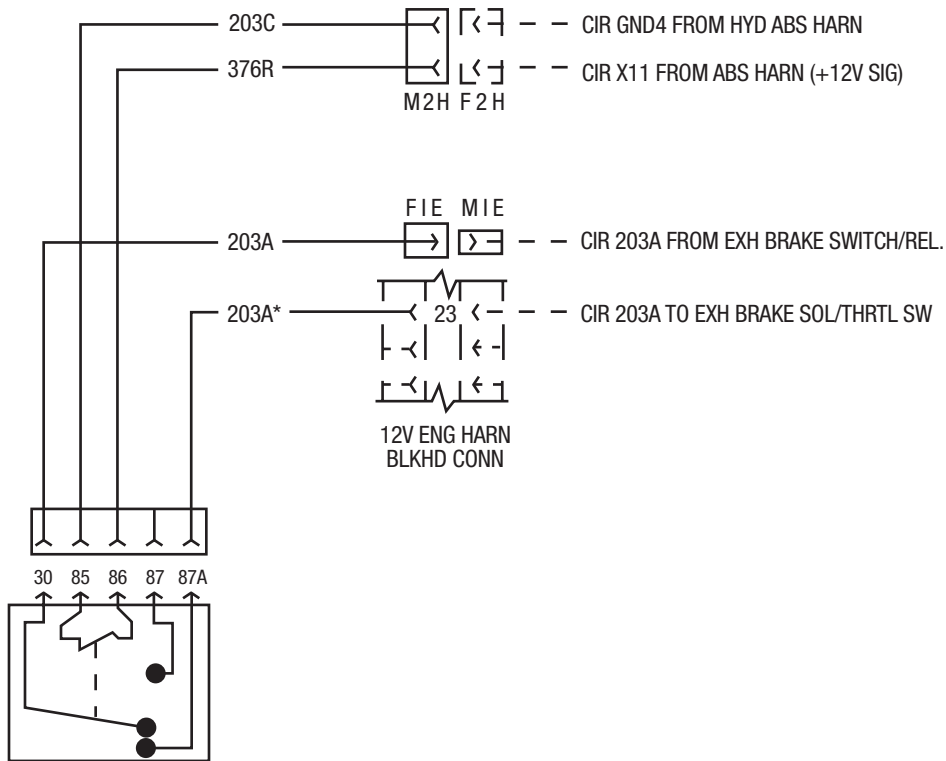 203C
CIR GND4 FROM HYD ABS HARN
376R
CIR X11 FROM ABS HARN (+12V SIG)
M2H F2H
FIE MIE
203A
CIR 203A FROM EXH BRAKE SWITCH/REL.
203A*
23
CIR 203A TO EXH BRAKE SOL/THRTL SW
12V ENG HARN
BLKHD CONN
30 85 86 87 87A